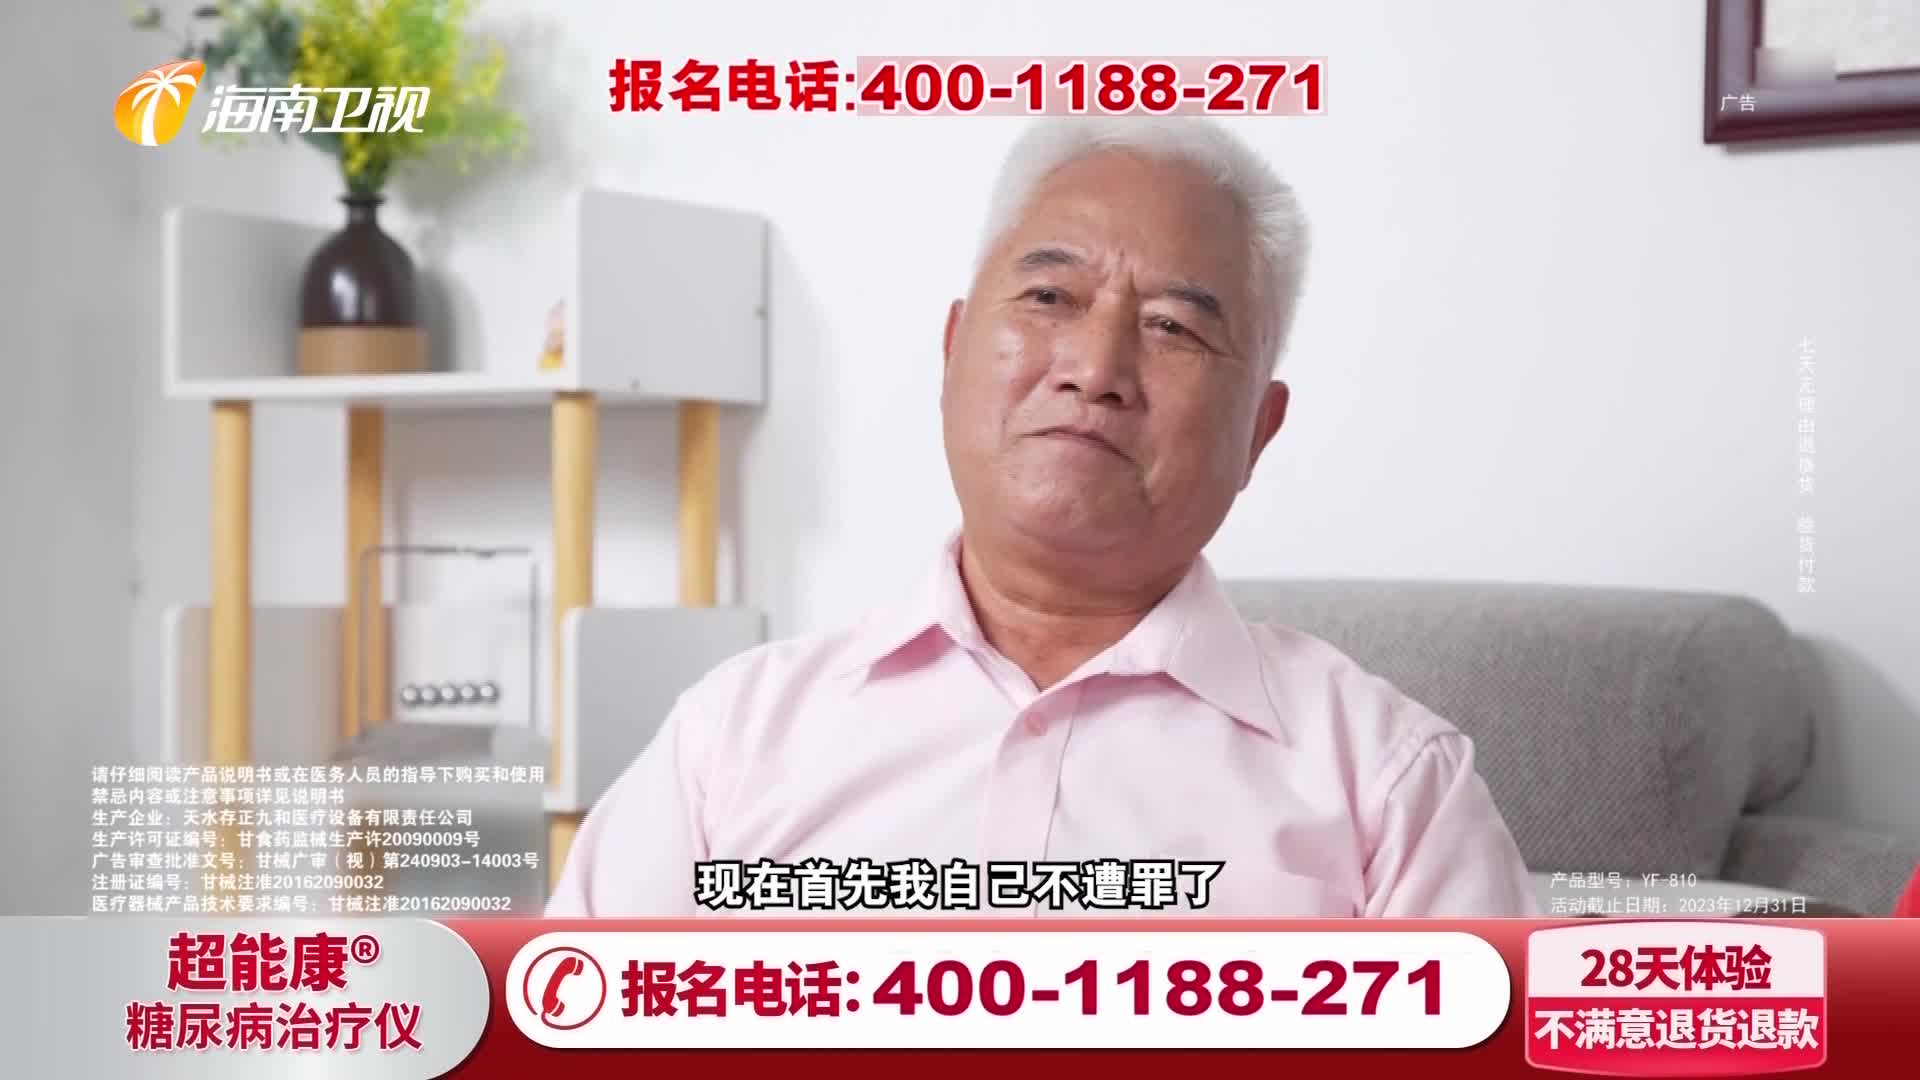 海南卫视
报名电话:400-1188-271
广告
七天无理由退换货 验货付款
请仔细阅读产品说明书或在医务人员的指导下购买和使用
禁忌内容或注意事项详见说明书
生产企业：天水存正九和医疗设备有限责任公司
生产许可证编号：甘食药监械生产许20090009号
广告审查批准文号：甘械广审（视）第240903-14003号
注册证编号：甘械注准20162090032
医疗器械产品技术要求编号：甘械注准20162090032
现在首先我自己不遭罪了
产品型号：YF-810
活动截止日期：2023年12月31日
超能康®
糖尿病治疗仪
报名电话:400-1188-271
28天体验
不满意退货退款